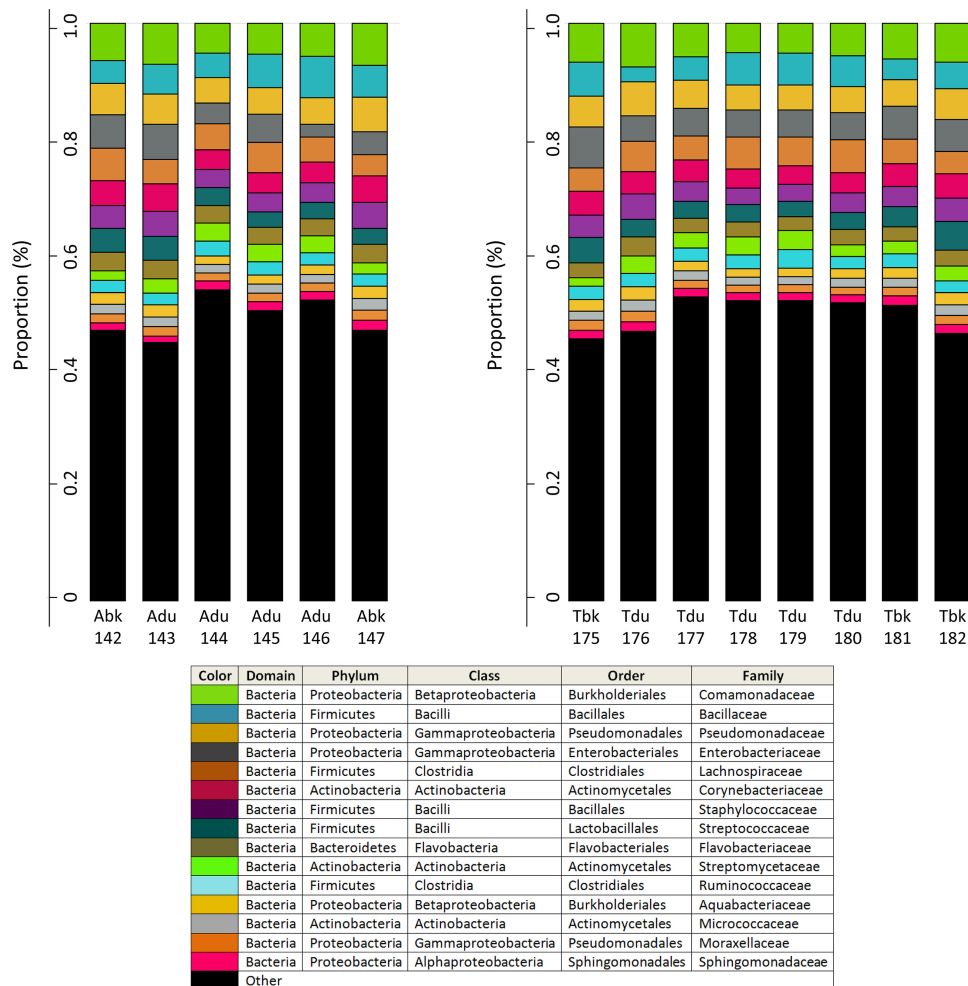 Proportion (%)
0
0.2
0.4
0.6
0.8
1.0
Abk Adu Adu Adu Adu Abk
142 143 144 145 146 147
Proportion (%)
0
0.2
0.4
0.6
0.8
1.0
Tbk Tdu Tdu Tdu Tdu Tdu Tbk Tbk
175 176 177 178 179 180 181 182
Color Domain Phylum Class Order Family
Bacteria Proteobacteria Betaproteobacteria Burkholderiales Comamonadaceae
Bacteria Firmicutes Bacilli Bacillales Bacillaceae
Bacteria Proteobacteria Gammaproteobacteria Pseudomonadales Pseudomonadaceae
Bacteria Proteobacteria Gammaproteobacteria Enterobacteriales Enterobacteriaceae
Bacteria Firmicutes Clostridia Clostridiales Lachnospiraceae
Bacteria Actinobacteria Actinobacteria Actinomycetales Corynebacteriaceae
Bacteria Firmicutes Bacilli Bacillales Staphylococcaceae
Bacteria Firmicutes Bacilli Lactobacillales Streptococcaceae
Bacteria Bacteroidetes Flavobacteria Flavobacteriales Flavobacteriaceae
Bacteria Actinobacteria Actinobacteria Actinomycetales Streptomycetaceae
Bacteria Firmicutes Clostridia Clostridiales Ruminococcaceae
Bacteria Proteobacteria Betaproteobacteria Burkholderiales Aquabacteriaceae
Bacteria Actinobacteria Actinobacteria Actinomycetales Micrococcaceae
Bacteria Proteobacteria Gammaproteobacteria Pseudomonadales Moraxellaceae
Bacteria Proteobacteria Alphaproteobacteria Sphingomonadales Sphingomonadaceae
Other